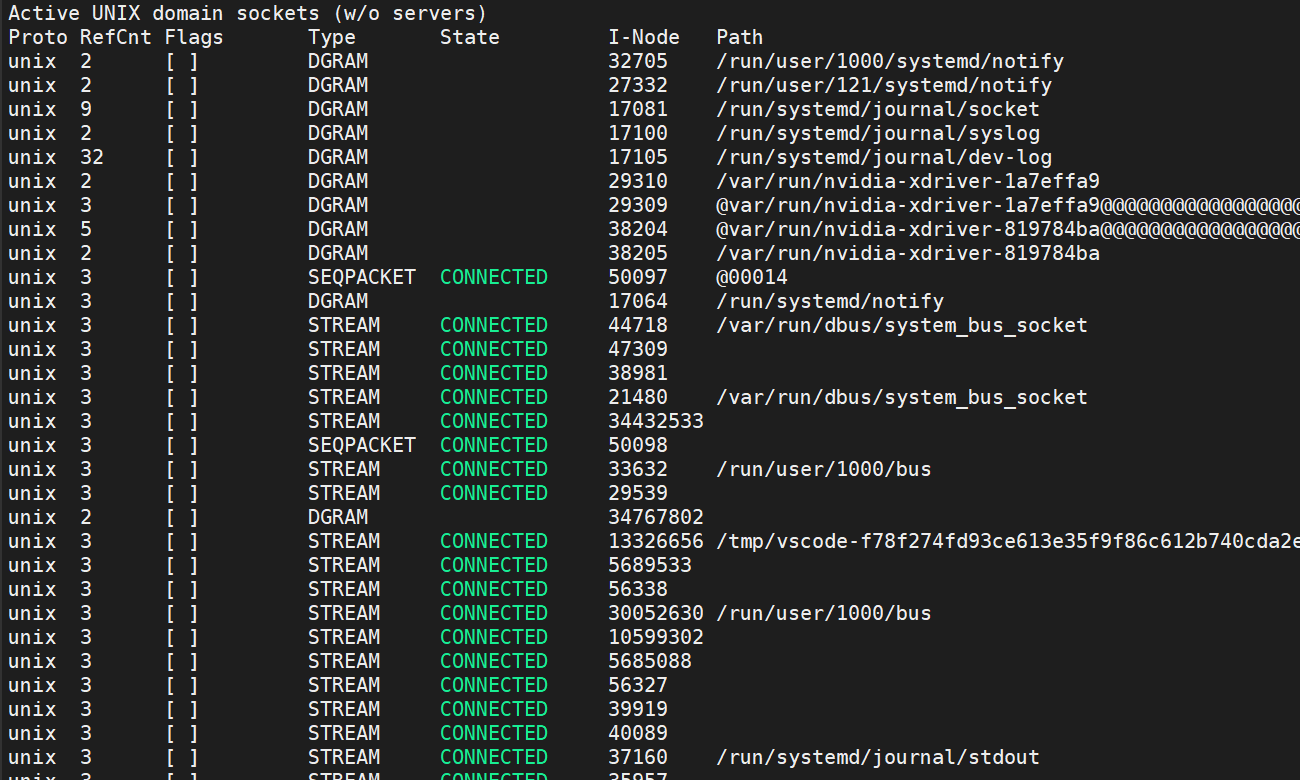 Active UNIX domain sockets (w/o servers)
Proto RefCnt Flags       Type       State         I-Node   Path
unix  2      [ ]         DGRAM                    32705    /run/user/1000/systemd/notify
unix  2      [ ]         DGRAM                    27332    /run/user/121/systemd/notify
unix  9      [ ]         DGRAM                    17081    /run/systemd/journal/socket
unix  2      [ ]         DGRAM                    17100    /run/systemd/journal/syslog
unix  32     [ ]         DGRAM                    17105    /run/systemd/journal/dev-log
unix  2      [ ]         DGRAM                    29310    /var/run/nvidia-xdriver-1a7effa9
unix  3      [ ]         DGRAM                    29309    @var/run/nvidia-xdriver-1a7effa9@@@@@@@@@@@@@@@@@
unix  5      [ ]         DGRAM                    38204    @var/run/nvidia-xdriver-819784ba@@@@@@@@@@@@@@@@@
unix  2      [ ]         DGRAM                    38205    /var/run/nvidia-xdriver-819784ba
unix  3      [ ]         SEQPACKET  CONNECTED     50097    @00014
unix  3      [ ]         DGRAM                    17064    /run/systemd/notify
unix  3      [ ]         STREAM     CONNECTED     44718    /var/run/dbus/system_bus_socket
unix  3      [ ]         STREAM     CONNECTED     47309
unix  3      [ ]         STREAM     CONNECTED     38981
unix  3      [ ]         STREAM     CONNECTED     21480    /var/run/dbus/system_bus_socket
unix  3      [ ]         STREAM     CONNECTED     34432533
unix  3      [ ]         SEQPACKET  CONNECTED     50098
unix  3      [ ]         STREAM     CONNECTED     33632    /run/user/1000/bus
unix  3      [ ]         STREAM     CONNECTED     29539
unix  2      [ ]         DGRAM                    34767802
unix  3      [ ]         STREAM     CONNECTED     13326656 /tmp/vscode-f78f274fd93ce613e35f9f86c612b740cda2e
unix  3      [ ]         STREAM     CONNECTED     5689533
unix  3      [ ]         STREAM     CONNECTED     56338
unix  3      [ ]         STREAM     CONNECTED     30052630 /run/user/1000/bus
unix  3      [ ]         STREAM     CONNECTED     10599302
unix  3      [ ]         STREAM     CONNECTED     5685088
unix  3      [ ]         STREAM     CONNECTED     56327
unix  3      [ ]         STREAM     CONNECTED     39919
unix  3      [ ]         STREAM     CONNECTED     40089
unix  3      [ ]         STREAM     CONNECTED     37160    /run/systemd/journal/stdout
unix  3      [ ]         STREAM     CONNECTED     35957